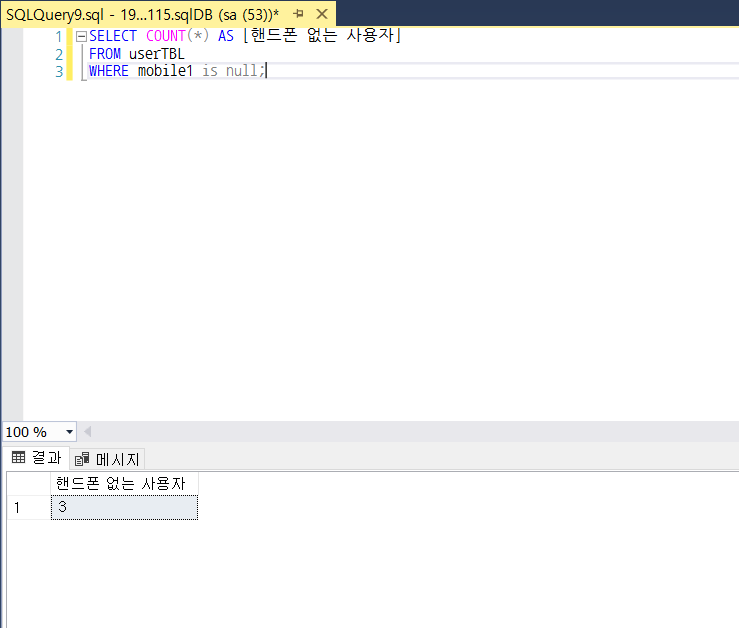 SQLQuery9.sql - 19...115.sqlDB (sa (53))*
1 SELECT COUNT(*) AS [핸드폰 없는 사용자]
2 FROM userTBL
3 WHERE mobile1 is null;
100 %
결과 메시지
핸드폰 없는 사용자
1 3